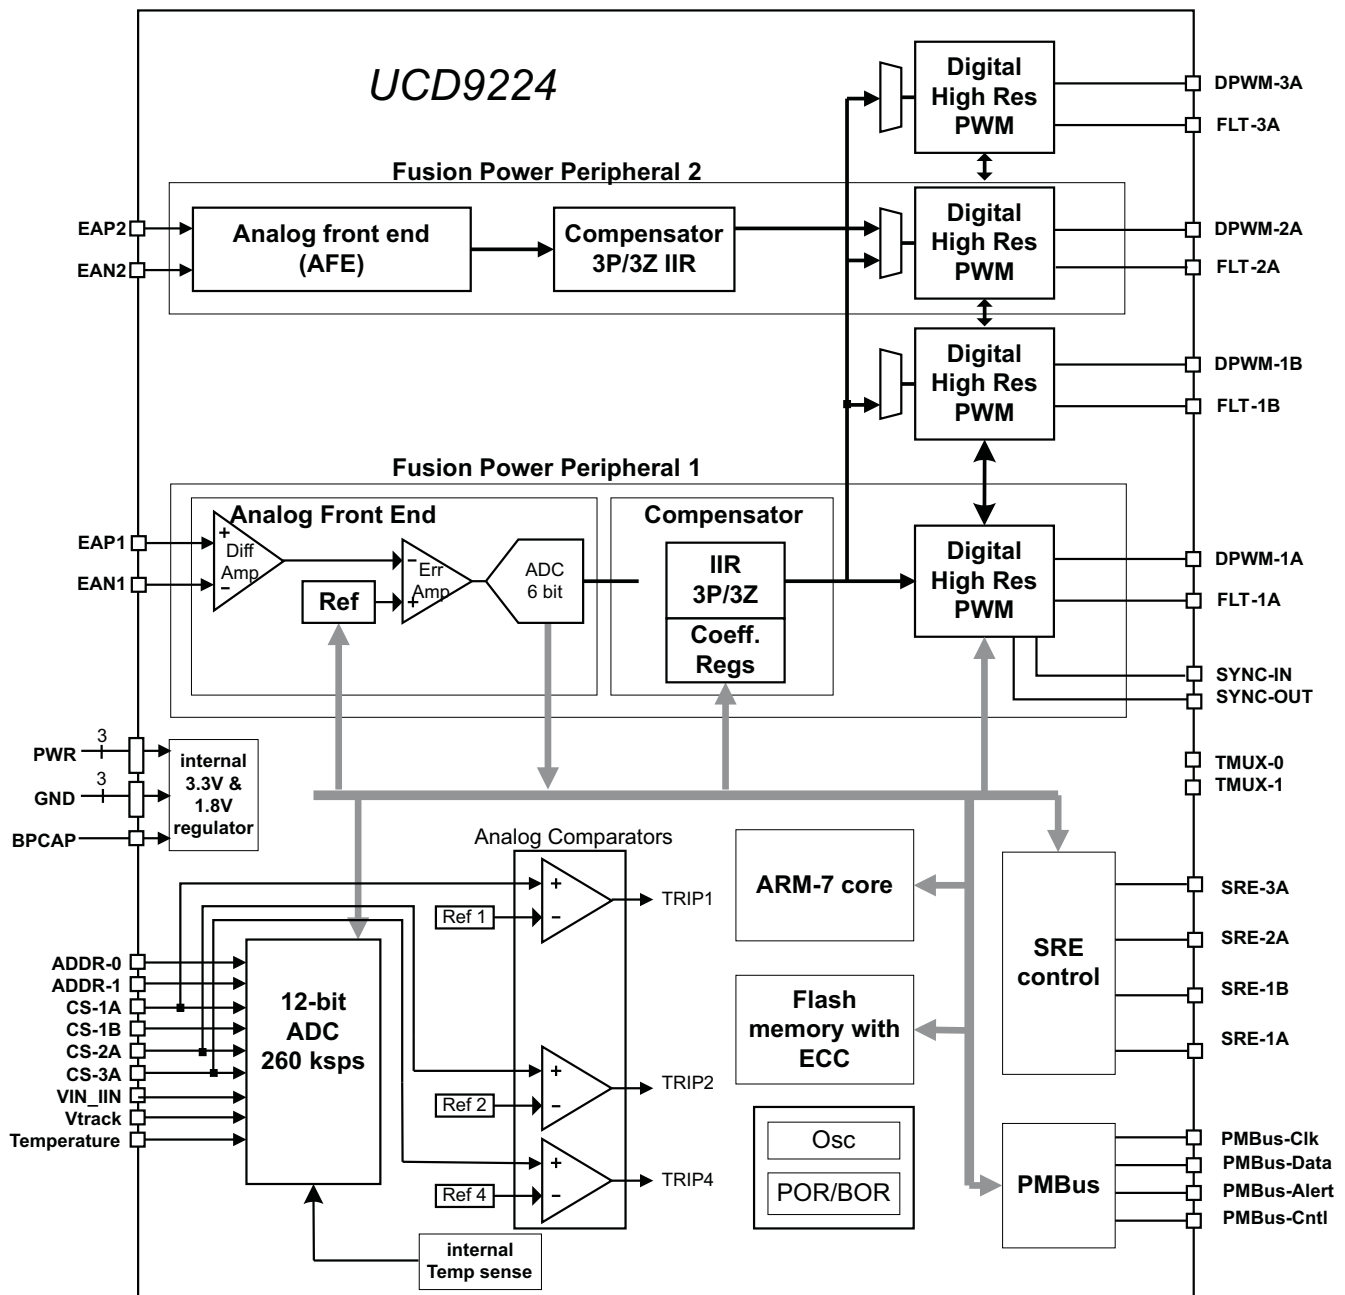 UCD9224
Digital
High Res
PWM
DPWM-3A
FLT-3A
Fusion Power Peripheral 2
EAP2
EAN2
Analog front end
(AFE)
Compensator
3P/3Z IIR
Digital
High Res
PWM
DPWM-2A
FLT-2A
Digital
High Res
PWM
DPWM-1B
FLT-1B
Fusion Power Peripheral 1
Analog Front End
Compensator
EAP1
EAN1
+
Diff
Amp
−
Ref
−
Err
Amp
+
ADC
6 bit
IIR
3P/3Z
Coeff.
Regs
Digital
High Res
PWM
DPWM-1A
FLT-1A
SYNC-IN
SYNC-OUT
TMUX-0
TMUX-1
PWR
3
GND
3
BPCAP
internal
3.3V &
1.8V
regulator
Analog Comparators
+
−
Ref 1
TRIP1
ARM-7 core
SRE
control
SRE-3A
SRE-2A
SRE-1B
SRE-1A
ADDR-0
ADDR-1
CS-1A
CS-1B
CS-2A
CS-3A
VIN_IIN
Vtrack
Temperature
12-bit
ADC
260 ksps
Flash
memory with
ECC
+
−
Ref 2
TRIP2
+
−
Ref 4
TRIP4
Osc
POR/BOR
PMBus
PMBus-Clk
PMBus-Data
PMBus-Alert
PMBus-Cntl
internal
Temp sense